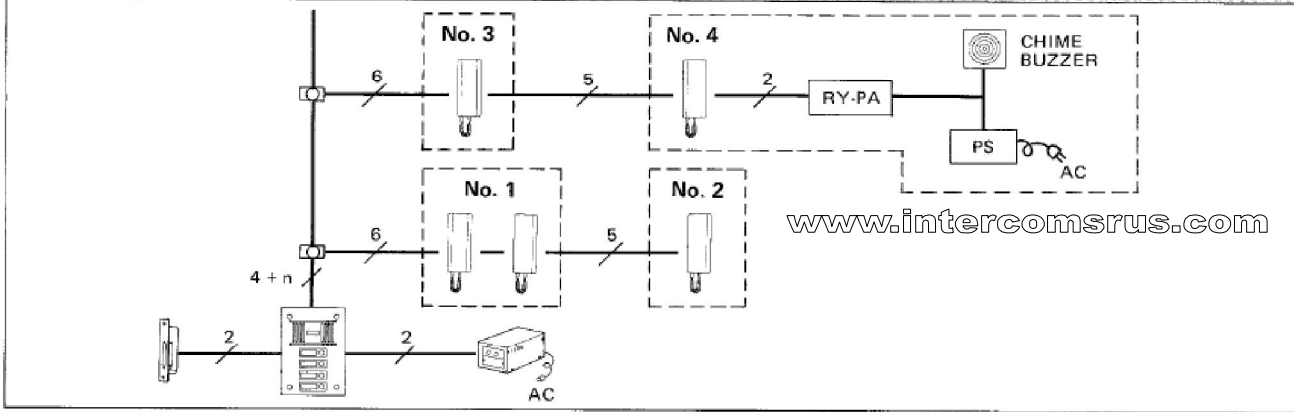 No. 3
No. 4
CHIME
BUZZER
6
5
2
RY-PA
PS
AC
No. 1
No. 2
www.intercomsrus.com
6
5
4 + n
2
2
AC